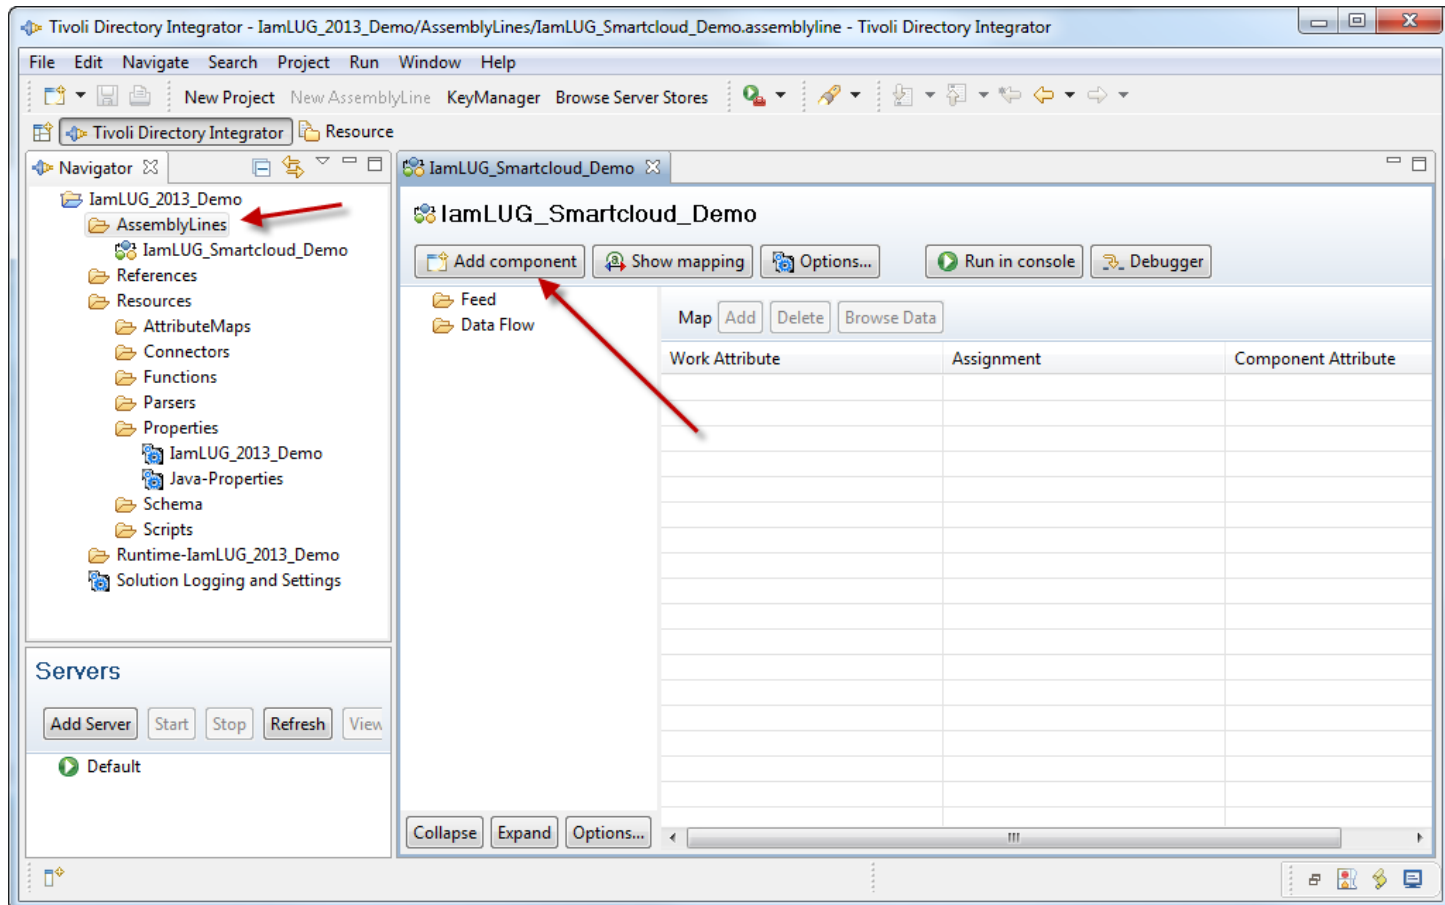 Tivoli Directory Integrator - IamLUG_2013_Demo/AssemblyLines/IamLUG_Smartcloud_Demo.assemblyline - Tivoli Directory Integrator
File Edit Navigate Search Project Run Window Help
New Project New AssemblyLine KeyManager Browse Server Stores
Tivoli Directory Integrator Resource
Navigator
IamLUG_2013_Demo
AssemblyLines
IamLUG_Smartcloud_Demo
References
Resources
AttributeMaps
Connectors
Functions
Parsers
Properties
IamLUG_2013_Demo
Java-Properties
Schema
Scripts
Runtime-IamLUG_2013_Demo
Solution Logging and Settings
Servers
Add Server Start Stop Refresh View
Default
IamLUG_Smartcloud_Demo
IamLUG_Smartcloud_Demo
Add component Show mapping Options... Run in console Debugger
Feed
Data Flow
Collapse Expand Options...
Map Add Delete Browse Data
Work Attribute Assignment Component Attribute